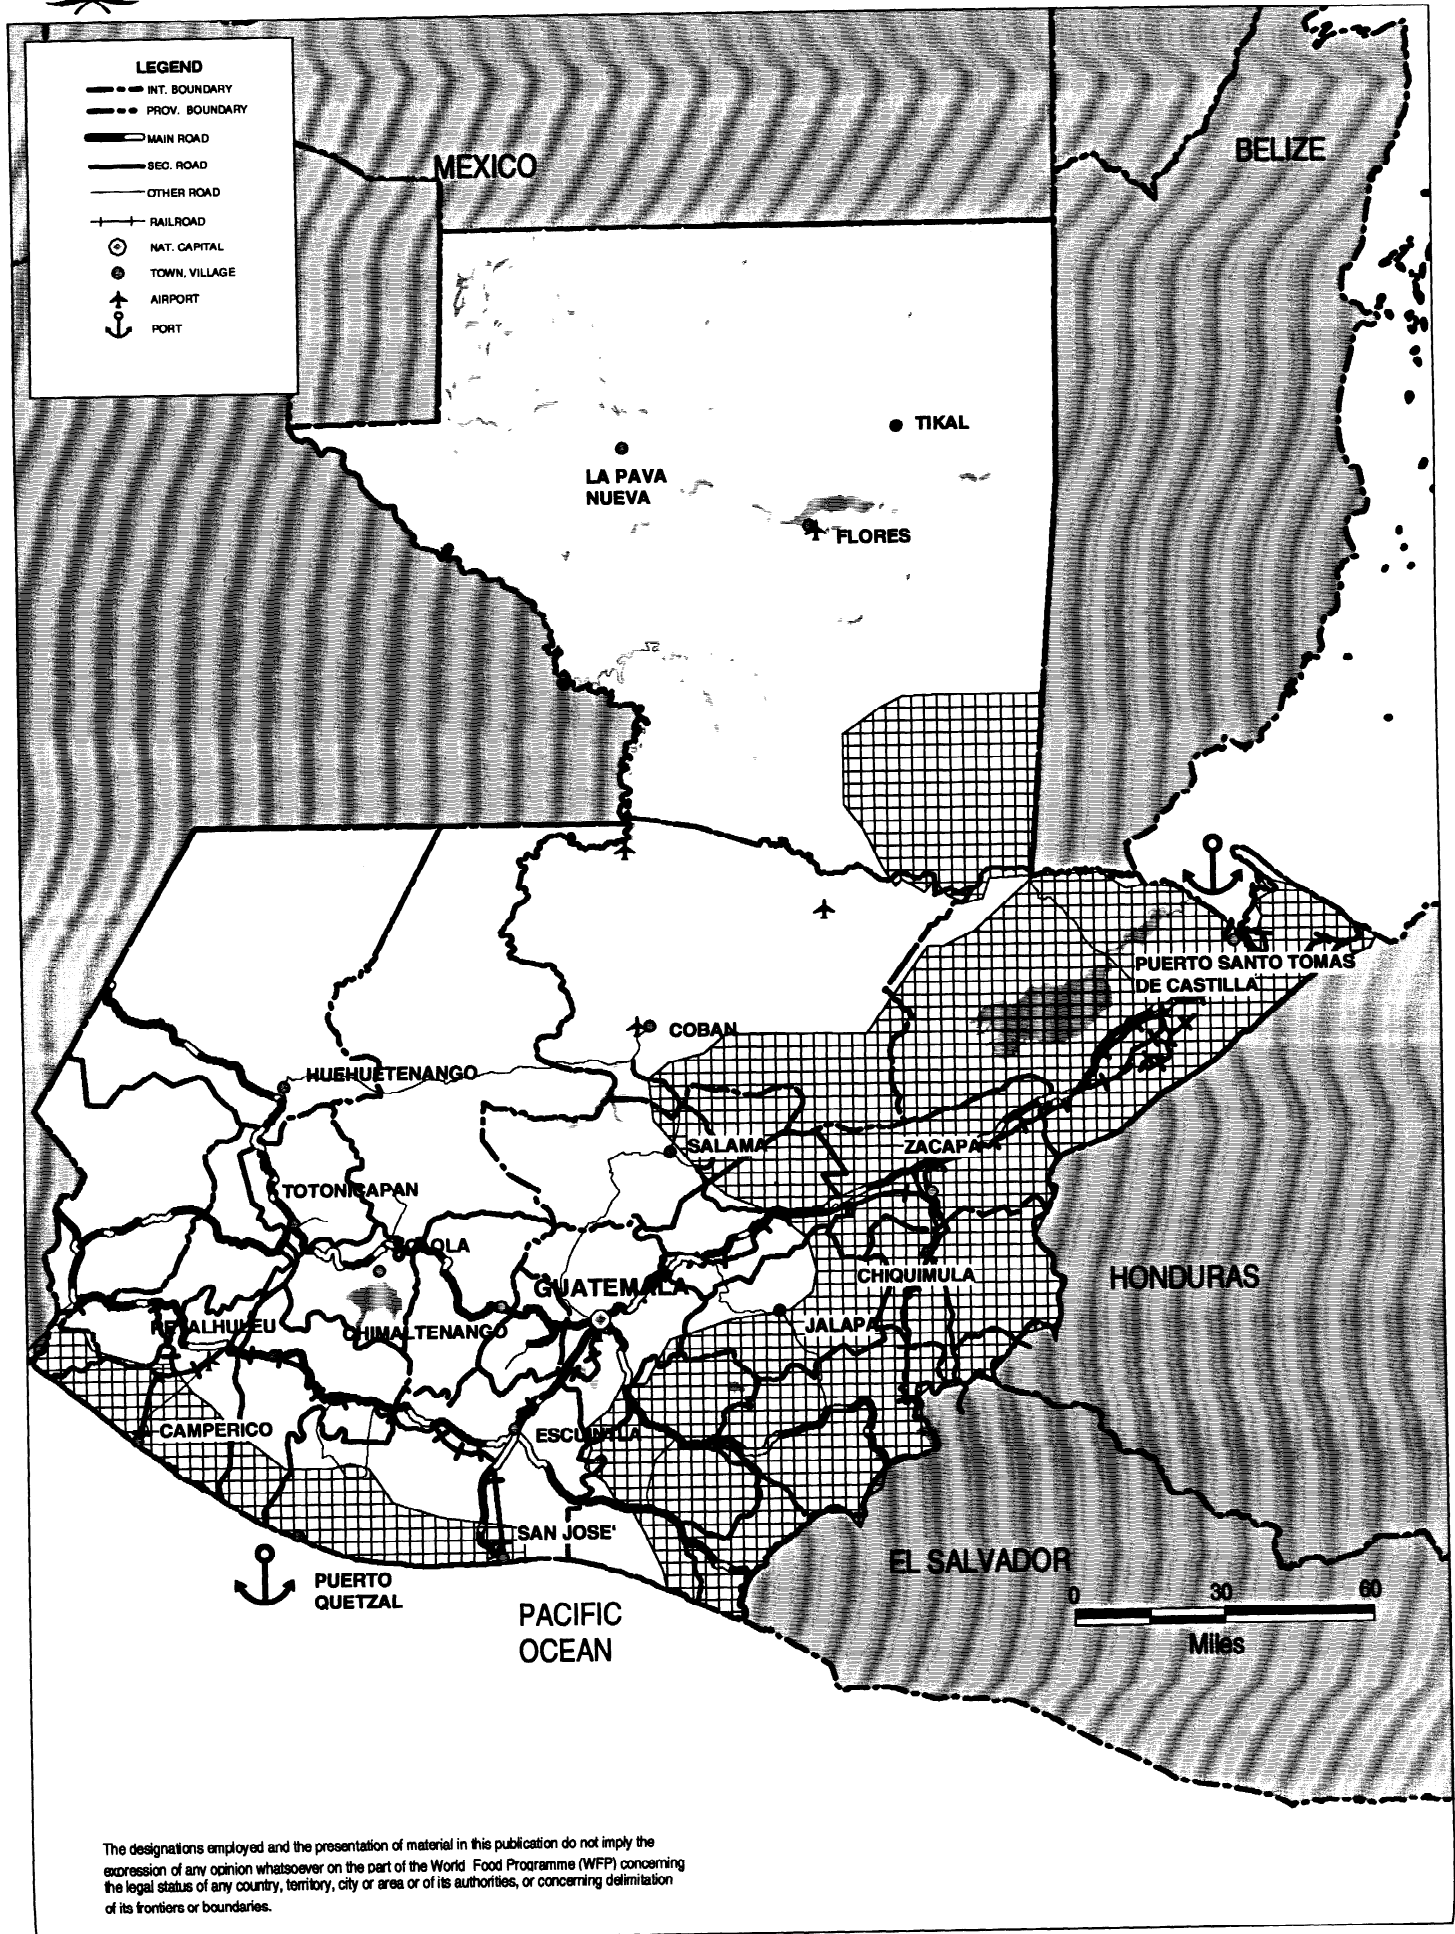 LEGEND
INT. BOUNDARY
PROV. BOUNDARY
MAIN ROAD
SEC. ROAD
OTHER ROAD
RAILROAD
NAT. CAPITAL
TOWN, VILLAGE
AIRPORT
PORT
MEXICO
BELIZE
TIKAL
LA PAVA
NUEVA
FLORES
PUERTO SANTO TOMAS
DE CASTILLA
COBAN
HUEHUETENANGO
SALAMA
ZACAPA
TOTONICAPAN
SOLOLA
GUATEMALA
CHIQUIMULA
HONDURAS
RETALHULEU
CHIMALTENANGO
JALAPA
CAMPERICO
ESCUINTLA
SAN JOSE'
EL SALVADOR
PUERTO
QUETZAL
PACIFIC
OCEAN
0 30 60
Miles
The designations employed and the presentation of material in this publication do not imply the
expression of any opinion whatsoever on the part of the World Food Programme (WFP) concerning
the legal status of any country, territory, city or area or of its authorities, or concerning delimitation
of its frontiers or boundaries.